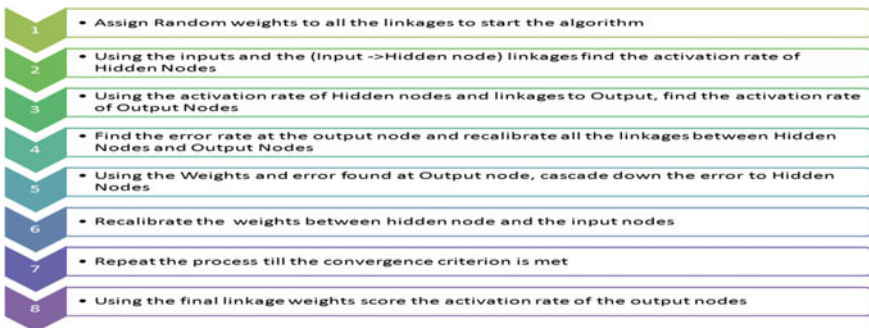 1
• Assign Random weights to all the linkages to start the algorithm
2
• Using the inputs and the (Input ->Hidden node) linkages find the activation rate of
Hidden Nodes
3
• Using the activation rate of Hidden nodes and linkages to Output, find the activation rate
of Output Nodes
4
• Find the error rate at the output node and recalibrate all the linkages between Hidden
Nodes and Output Nodes
5
• Using the Weights and error found at Output node, cascade down the error to Hidden
Nodes
6
• Recalibrate the weights between hidden node and the input nodes
7
• Repeat the process till the convergence criterion is met
8
• Using the final linkage weights score the activation rate of the output nodes